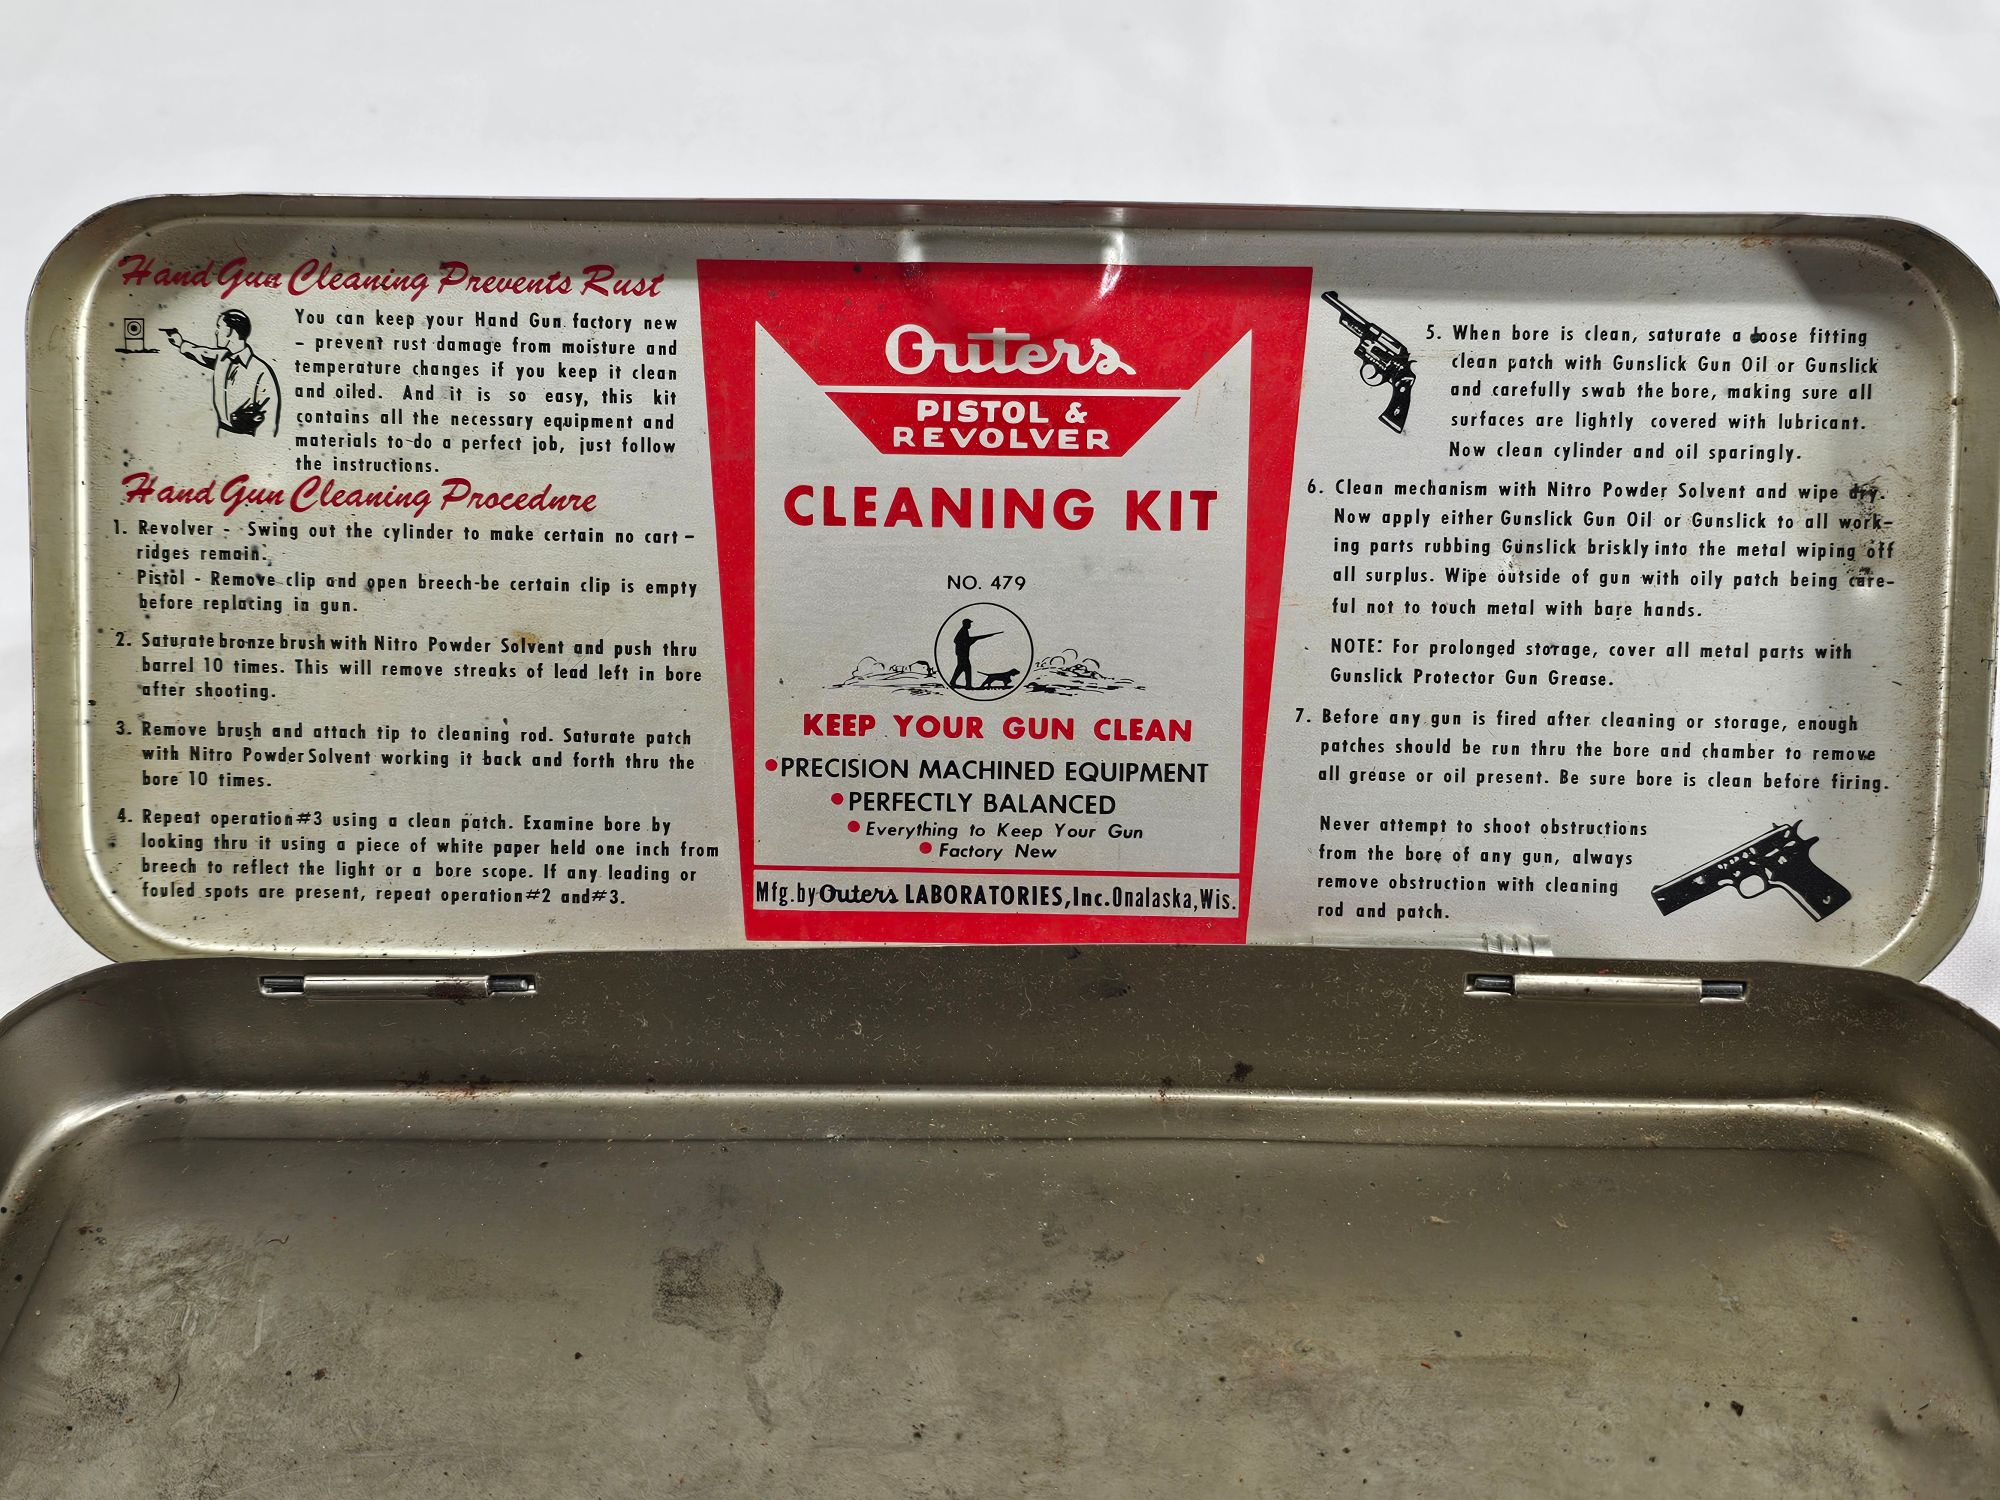 Hand Gun Cleaning Prevents Rust
You can keep your Hand Gun factory new
- prevent rust damage from moisture and
temperature changes if you keep it clean
and oiled. And it is so easy, this kit
contains all the necessary equipment and
materials to do a perfect job, just follow
the instructions.
Hand Gun Cleaning Procedure
1. Revolver - Swing out the cylinder to make certain no cart-
ridges remain.
Pistol - Remove clip and open breech-be certain clip is empty
before replacing in gun.
2. Saturate bronze brush with Nitro Powder Solvent and push thru
barrel 10 times. This will remove streaks of lead left in bore
after shooting.
3. Remove brush and attach tip to cleaning rod. Saturate patch
with Nitro Powder Solvent working it back and forth thru the
bore 10 times.
4. Repeat operation #3 using a clean patch. Examine bore by
looking thru it using a piece of white paper held one inch from
breech to reflect the light or a bore scope. If any leading or
fouled spots are present, repeat operation #2 and #3.
Outers
PISTOL &
REVOLVER
CLEANING KIT
NO. 479
KEEP YOUR GUN CLEAN
•PRECISION MACHINED EQUIPMENT
•PERFECTLY BALANCED
•Everything to Keep Your Gun
•Factory New
Mfg. by Outers LABORATORIES, Inc. Onalaska, Wis.
5. When bore is clean, saturate a loose fitting
clean patch with Gunslick Gun Oil or Gunslick
and carefully swab the bore, making sure all
surfaces are lightly covered with lubricant.
Now clean cylinder and oil sparingly.
6. Clean mechanism with Nitro Powder Solvent and wipe dry.
Now apply either Gunslick Gun Oil or Gunslick to all work-
ing parts rubbing Gunslick briskly into the metal wiping off
all surplus. Wipe outside of gun with oily patch being care-
ful not to touch metal with bare hands.
NOTE: For prolonged storage, cover all metal parts with
Gunslick Protector Gun Grease.
7. Before any gun is fired after cleaning or storage, enough
patches should be run thru the bore and chamber to remove
all grease or oil present. Be sure bore is clean before firing.
Never attempt to shoot obstructions
from the bore of any gun, always
remove obstruction with cleaning
rod and patch.